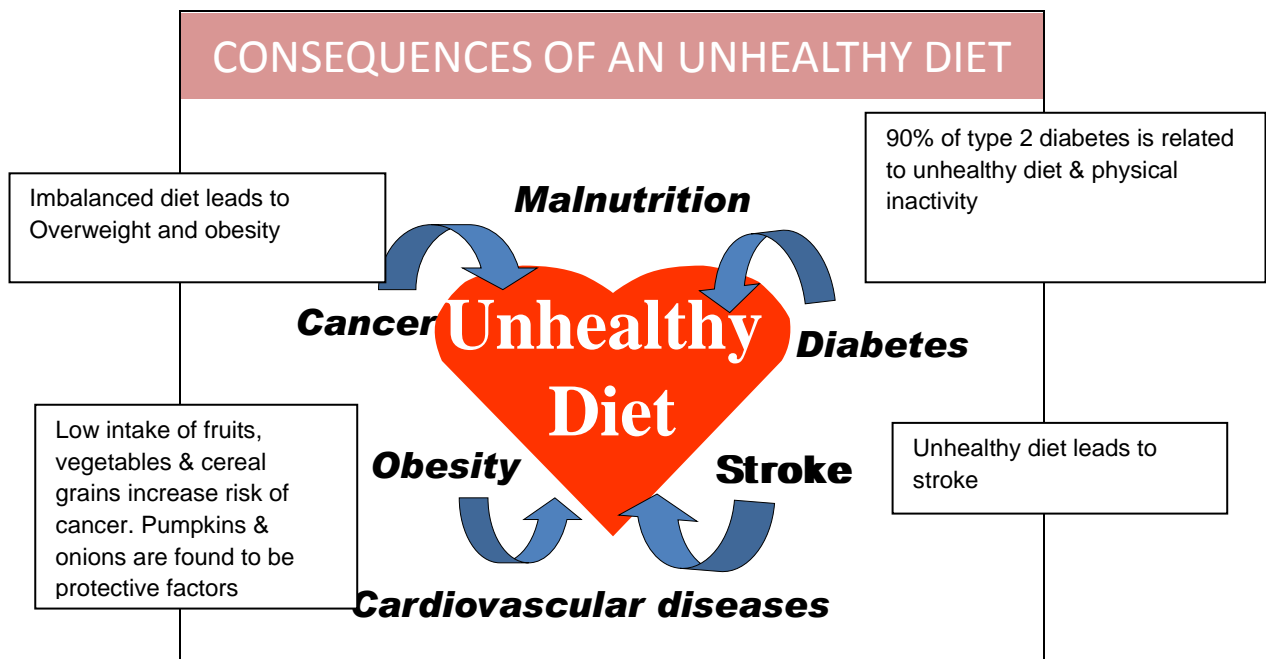 CONSEQUENCES OF AN UNHEALTHY DIET
90% of type 2 diabetes is related
to unhealthy diet & physical
inactivity
Imbalanced diet leads to
Overweight and obesity
Malnutrition
Cancer
Unhealthy
Diet
Diabetes
Low intake of fruits,
vegetables & cereal
grains increase risk of
cancer. Pumpkins &
onions are found to be
protective factors
Obesity
Stroke
Unhealthy diet leads to
stroke
Cardiovascular diseases